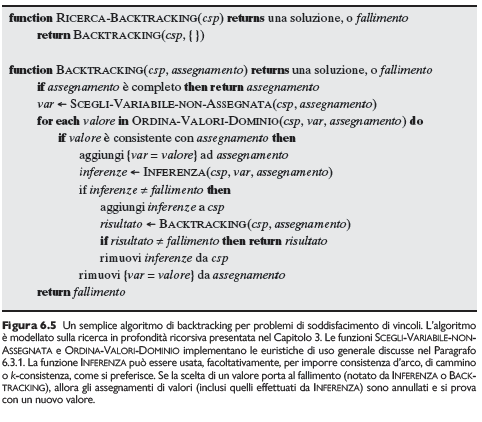 function RICERCA-BACKTRACKING(csp) returns una soluzione, o fallimento
return BACKTRACKING(csp, { })
function BACKTRACKING(csp, assegnamento) returns una soluzione, o fallimento
if assegnamento è completo then return assegnamento
var ← SCEGLI-VARIABILE-NON-ASSEGNATA(csp, assegnamento)
for each valore in ORDINA-VALORI-DOMINIO(csp, var, assegnamento) do
if valore è consistente con assegnamento then
aggiungi {var = valore} ad assegnamento
inferenze ← INFERENZA(csp, var, assegnamento)
if inferenze ≠ fallimento then
aggiungi inferenze a csp
risultato ← BACKTRACKING(csp, assegnamento)
if risultato ≠ fallimento then return risultato
rimuovi inferenze da csp
rimuovi {var = valore} da assegnamento
return fallimento
Figura 6.5 Un semplice algoritmo di backtracking per problemi di soddisfacimento di vincoli. L'algoritmo
è modellato sulla ricerca in profondità ricorsiva presentata nel Capitolo 3. Le funzioni SCEGLI-VARIABILE-NON-
ASSEGNATA e ORDINA-VALORI-DOMINIO implementano le euristiche di uso generale discusse nel Paragrafo
6.3.1. La funzione INFERENZA può essere usata, facoltativamente, per imporre consistenza d'arco, di cammino
o k-consistenza, come si preferisce. Se la scelta di un valore porta al fallimento (notato da INFERENZA o BACK-
TRACKING), allora gli assegnamenti di valori (inclusi quelli effettuati da INFERENZA) sono annullati e si prova
con un nuovo valore.